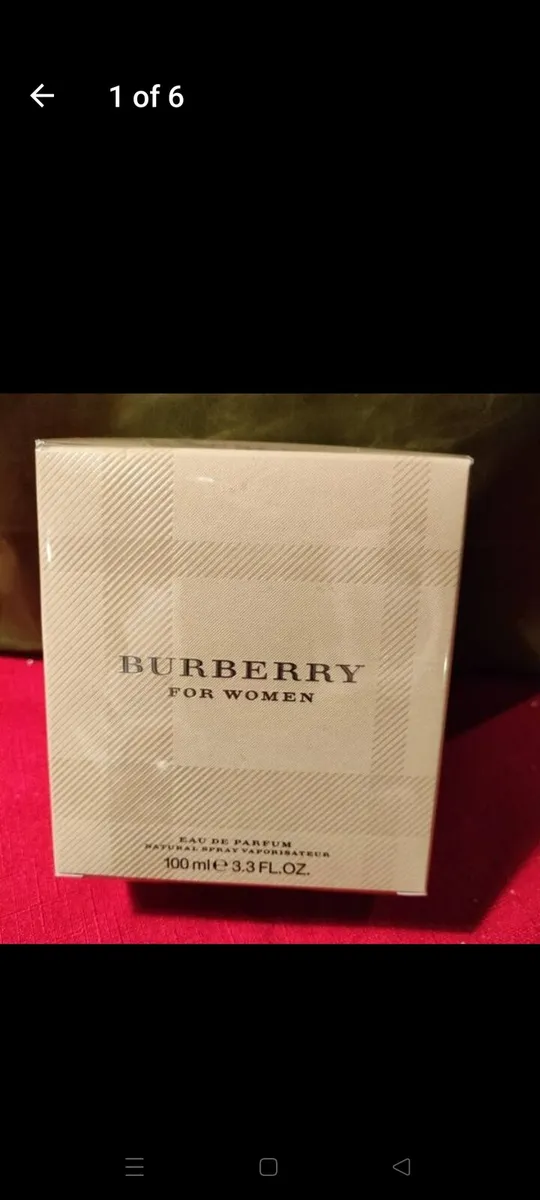 1 of 6
BURBERRY
FOR WOMEN
EAU DE PARFUM
NATURAL SPRAY VAPORISATEUR
100 ml℮ 3.3 FL.OZ.